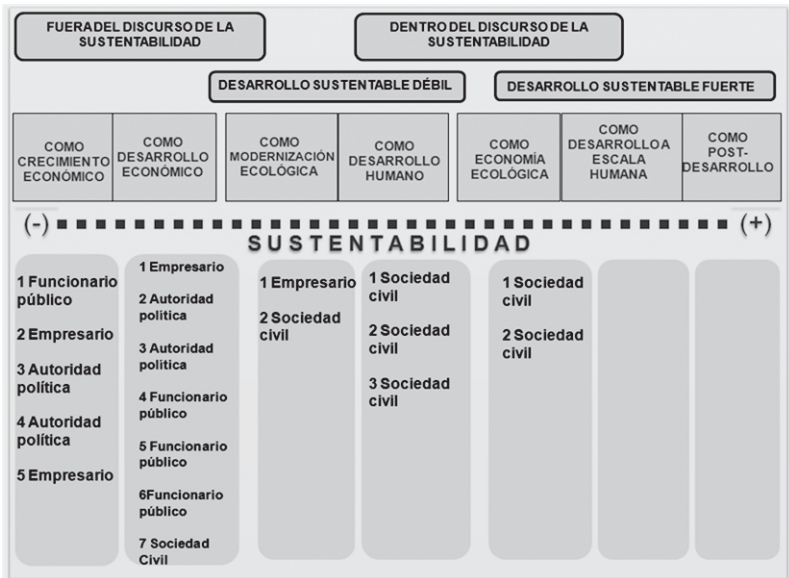 FUERA DEL DISCURSO DE LA
SUSTENTABILIDAD
DENTRO DEL DISCURSO DE LA
SUSTENTABILIDAD
DESARROLLO SUSTENTABLE DÉBIL
DESARROLLO SUSTENTABLE FUERTE
COMO
CRECIMIENTO
ECONÓMICO
COMO
DESARROLLO
ECONÓMICO
COMO
MODERNIZACIÓN
ECOLÓGICA
COMO
DESARROLLO
HUMANO
COMO
ECONOMÍA
ECOLÓGICA
COMO
DESARROLLO A
ESCALA
HUMANA
COMO
POST-
DESARROLLO
(-)
(+)
SUSTENTABILIDAD
1 Funcionario
público
2 Empresario
3 Autoridad
política
4 Autoridad
política
5 Empresario
1 Empresario
2 Autoridad
politica
3 Autoridad
politica
4 Funcionario
público
5 Funcionario
público
6Funcionario
público
7 Sociedad
Civil
1 Empresario
2 Sociedad
civil
1 Sociedad
civil
2 Sociedad
civil
3 Sociedad
civil
1 Sociedad
civil
2 Sociedad
civil